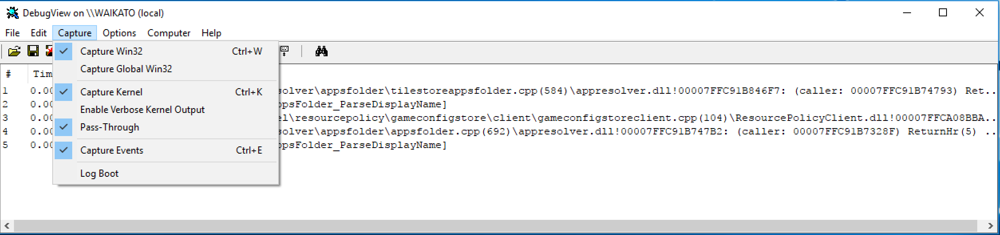 DebugView on \\WAIKATO (local)
File Edit Capture Options Computer Help
Capture Win32 Ctrl+W
Capture Global Win32
Capture Kernel Ctrl+K
Enable Verbose Kernel Output
Pass-Through
Capture Events Ctrl+E
Log Boot
# Tim
1 0.00 solver\appsfolder\tilestoreappsfolder.cpp(584)\appresolver.dll!00007FFC91B846F7: (caller: 00007FFC91B74793) Ret..
2 0.00 ppsFolder_ParseDisplayName]
3 0.00 el\resourcepolicy\gameconfigstore\client\gameconfigstoreclient.cpp(104)\ResourcePolicyClient.dll!00007FFCA08BBA..
4 0.00 solver\appsfolder\appsfolder.cpp(692)\appresolver.dll!00007FFC91B747B2: (caller: 00007FFC91B7328F) ReturnHr(5) ..
5 0.00 ppsFolder_ParseDisplayName]